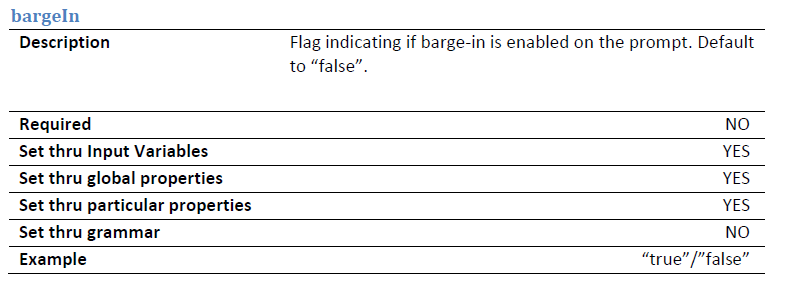 bargeIn
Description Flag indicating if barge-in is enabled on the prompt. Default
to “false”.
Required NO
Set thru Input Variables YES
Set thru global properties YES
Set thru particular properties YES
Set thru grammar NO
Example “true”/”false”